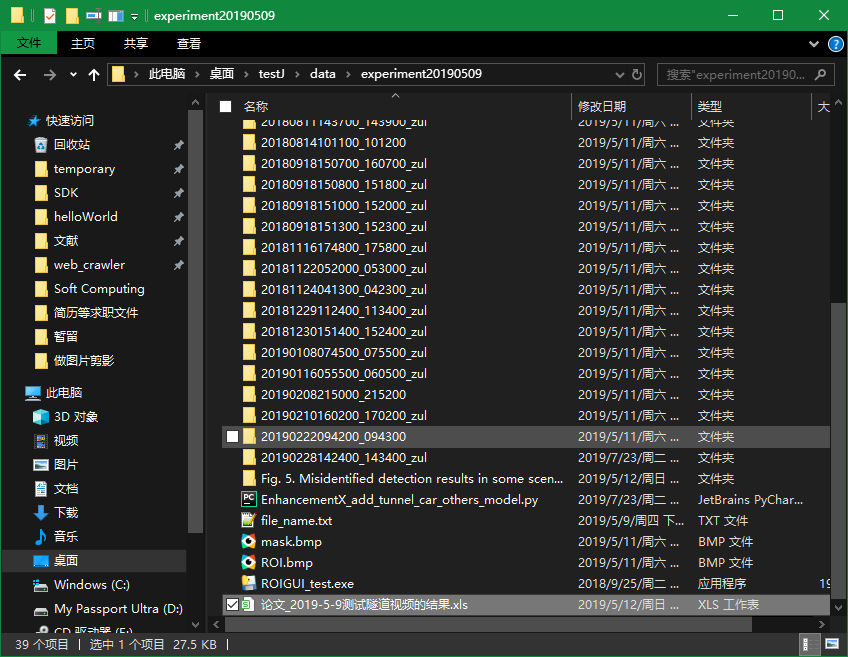 experiment20190509
文件 主页 共享 查看
此电脑 桌面 testJ data experiment20190509 搜索"experiment20190...
快速访问
回收站
temporary
SDK
helloWorld
文献
web_crawler
Soft Computing
简历等求职文件
暂留
做图片剪影
此电脑
3D 对象
视频
图片
文档
下载
音乐
桌面
Windows (C:)
My Passport Ultra (D:)
CD 驱动器 (F:)
名称 修改日期 类型 大
20180811143700_143900_zul 2019/5/11/周六 ... 文件夹
20180814101100_101200 2019/5/11/周六 ... 文件夹
20180918150700_160700_zul 2019/5/11/周六 ... 文件夹
20180918150800_151800_zul 2019/5/11/周六 ... 文件夹
20180918151000_152000_zul 2019/5/11/周六 ... 文件夹
20180918151300_152300_zul 2019/5/11/周六 ... 文件夹
20181116174800_175800_zul 2019/5/11/周六 ... 文件夹
20181122052000_053000_zul 2019/5/11/周六 ... 文件夹
20181124041300_042300_zul 2019/5/11/周六 ... 文件夹
20181229112400_113400_zul 2019/5/11/周六 ... 文件夹
20181230151400_152400_zul 2019/5/11/周六 ... 文件夹
20190108074500_075500_zul 2019/5/11/周六 ... 文件夹
20190116055500_060500_zul 2019/5/11/周六 ... 文件夹
20190208215000_215200 2019/5/11/周六 ... 文件夹
20190210160200_170200_zul 2019/5/11/周六 ... 文件夹
20190222094200_094300 2019/5/11/周六 ... 文件夹
20190228142400_143400_zul 2019/7/23/周二 ... 文件夹
Fig. 5. Misidentified detection results in some scen... 2019/5/12/周日 ... 文件夹
EnhancementX_add_tunnel_car_others_model.py 2019/7/23/周二 ... JetBrains PyChar...
file_name.txt 2019/5/9/周四 下... TXT 文件
mask.bmp 2019/5/11/周六 ... BMP 文件
ROI.bmp 2019/5/11/周六 ... BMP 文件
ROIGUI_test.exe 2018/9/25/周二 ... 应用程序 19
论文_2019-5-9测试隧道视频的结果.xls 2019/5/12/周日 ... XLS 工作表
39 个项目 选中 1 个项目 27.5 KB